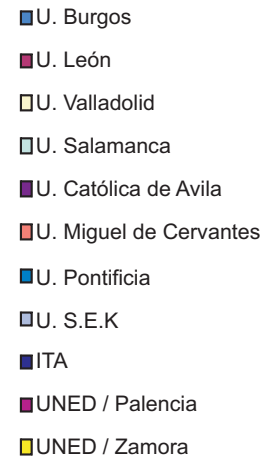 U. Burgos
U. León
U. Valladolid
U. Salamanca
U. Católica de Avila
U. Miguel de Cervantes
U. Pontificia
U. S.E.K
ITA
UNED / Palencia
UNED / Zamora